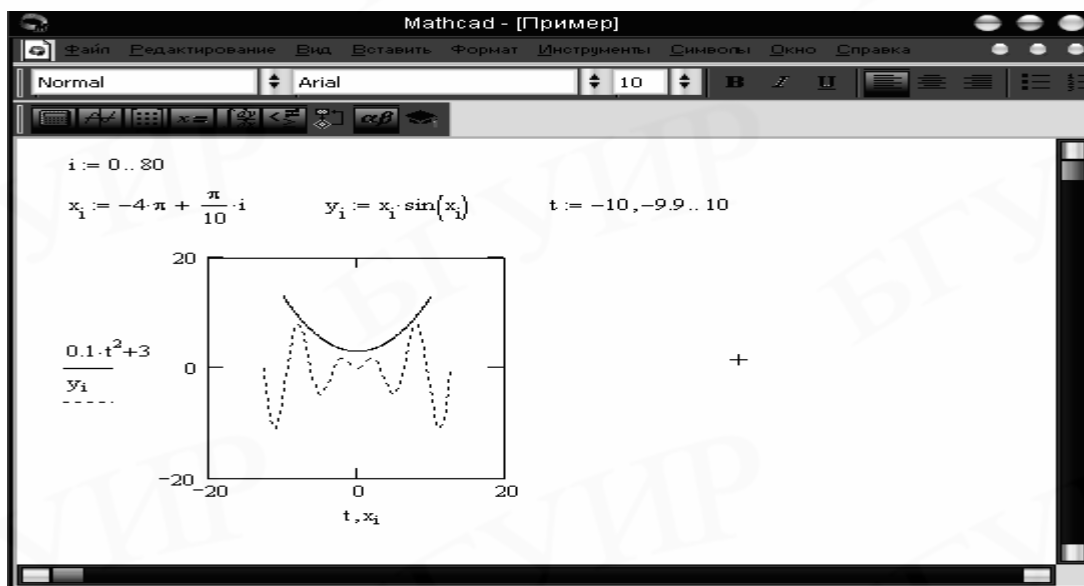 Mathcad - [Пример]
Файл Редактирование Вид Вставить Формат Инструменты Символы Окно Справка
Normal Arial 10 B I U
x= αβ
i := 0 .. 80
x_i := −4·π + π/10·i y_i := x_i·sin(x_i) t := −10, −9.9 .. 10
20
0.1·t²+3
0
y_i
−20
−20 0 20
t, x_i
БГУИР